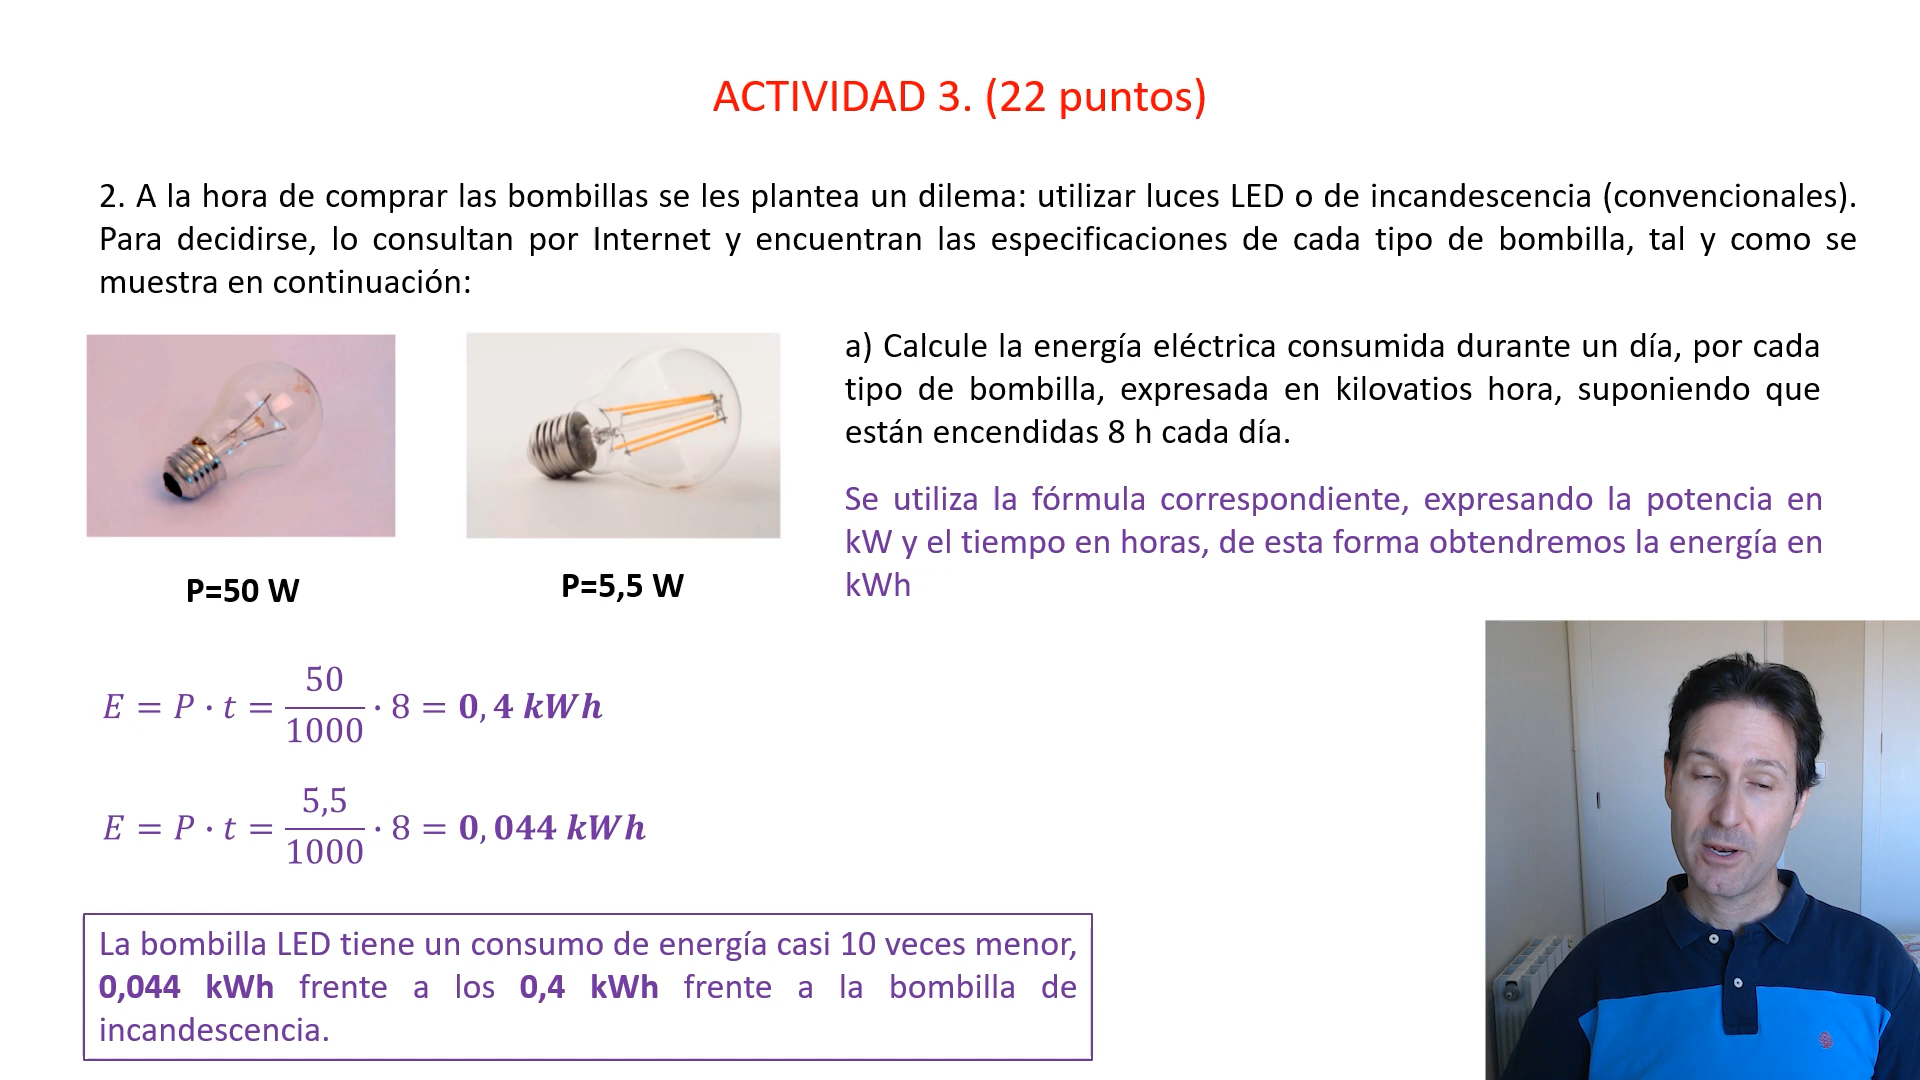 ACTIVIDAD 3. (22 puntos)
2. A la hora de comprar las bombillas se les plantea un dilema: utilizar luces LED o de incandescencia (convencionales).
Para decidirse, lo consultan por Internet y encuentran las especificaciones de cada tipo de bombilla, tal y como se
muestra en continuación:
a) Calcule la energía eléctrica consumida durante un día, por cada
tipo de bombilla, expresada en kilovatios hora, suponiendo que
están encendidas 8 h cada día.
Se utiliza la fórmula correspondiente, expresando la potencia en
kW y el tiempo en horas, de esta forma obtendremos la energía en
kWh
P=50 W
P=5,5 W
E = P · t = 50/1000 · 8 = 0,4 kWh
E = P · t = 5,5/1000 · 8 = 0,044 kWh
La bombilla LED tiene un consumo de energía casi 10 veces menor,
0,044 kWh frente a los 0,4 kWh frente a la bombilla de
incandescencia.